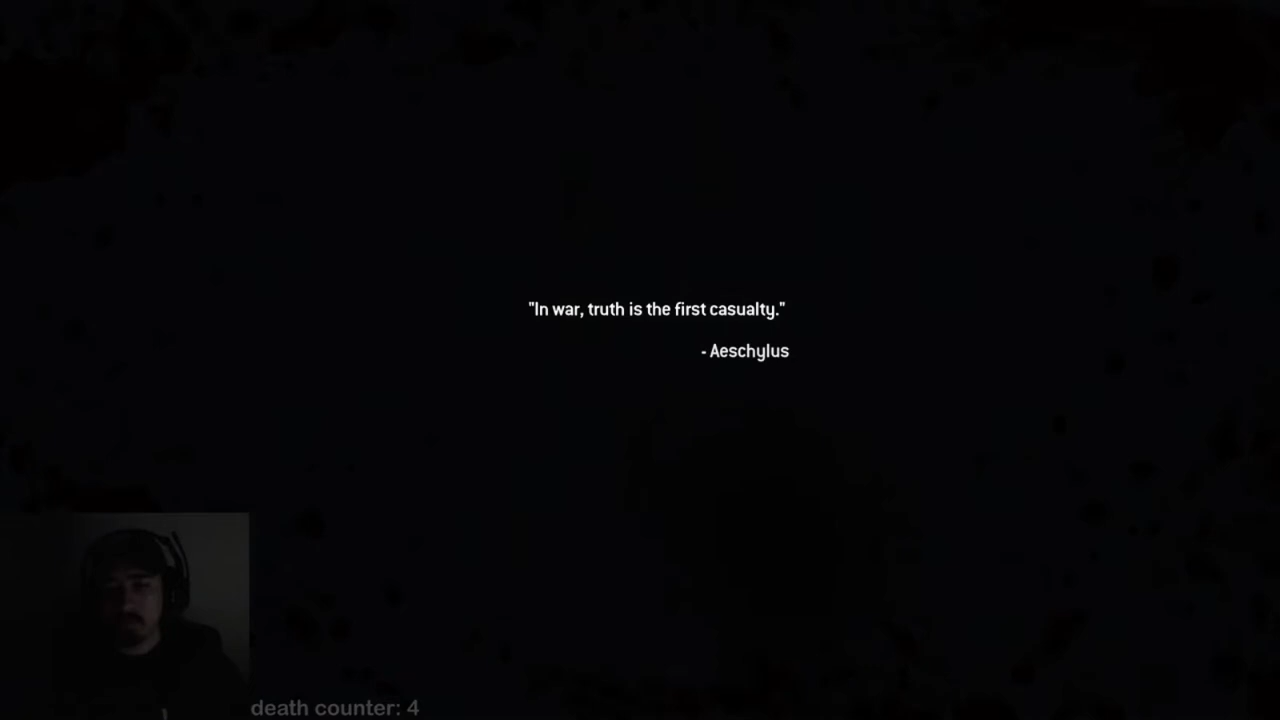 "In war, truth is the first casualty."
- Aeschylus
death counter: 4